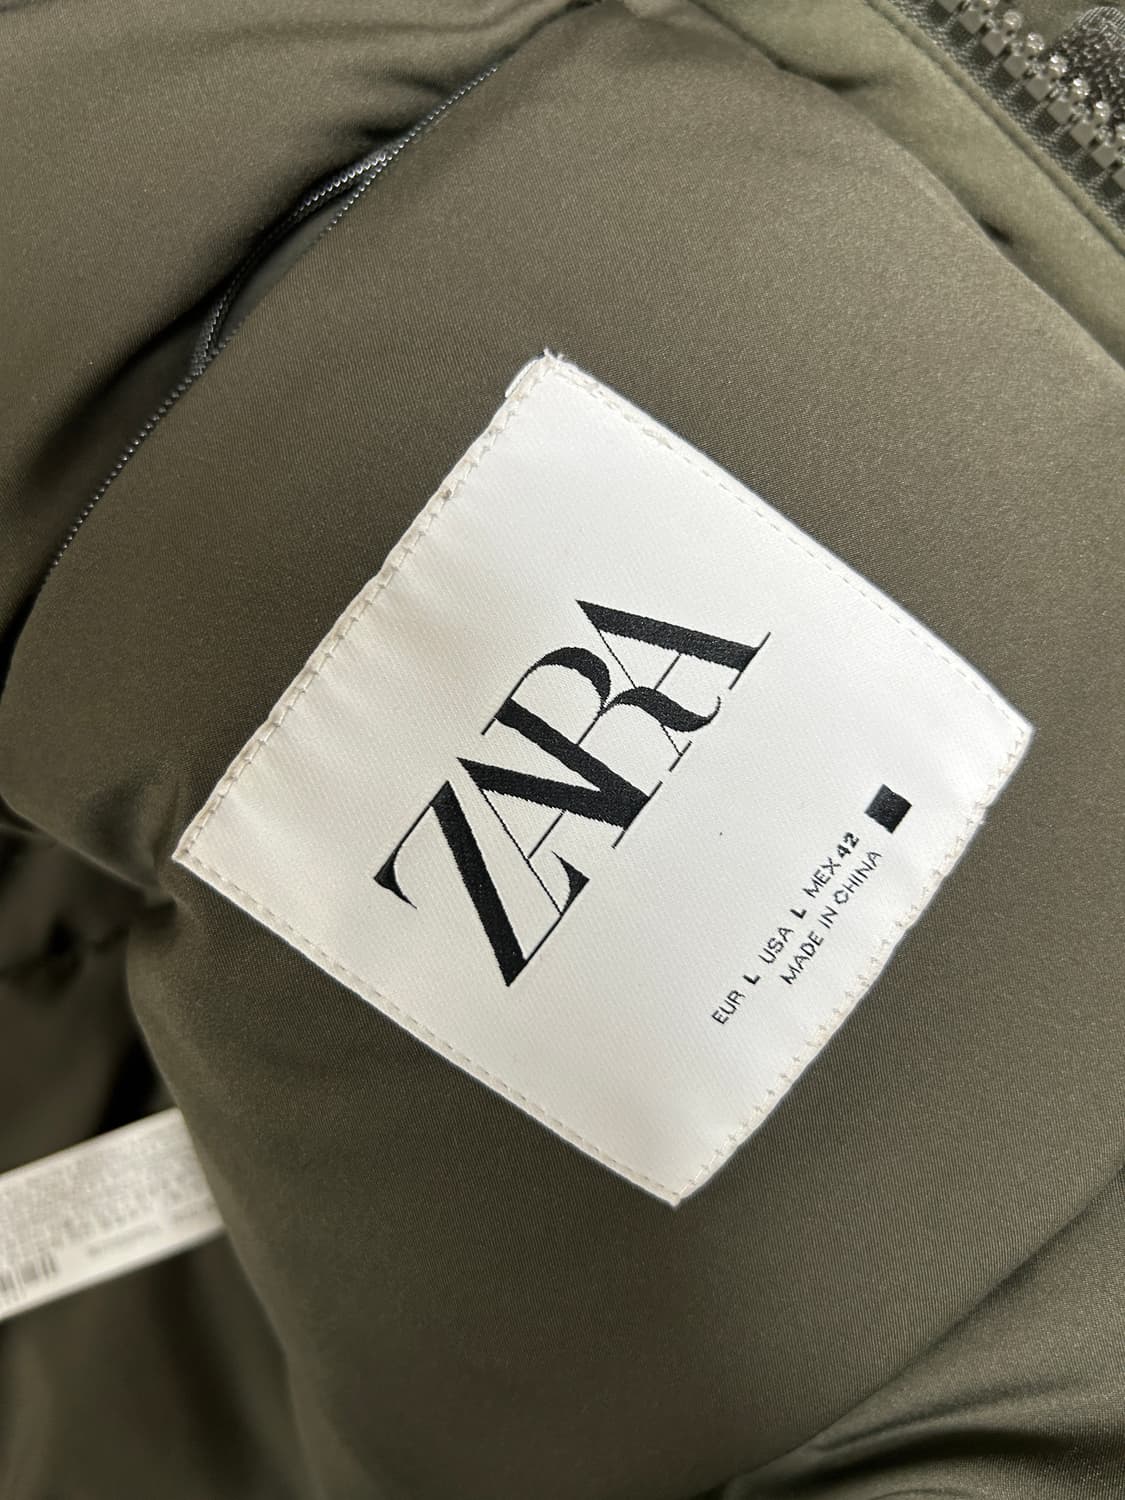 ZARA
EUR L USA L MEX 42
MADE IN CHINA